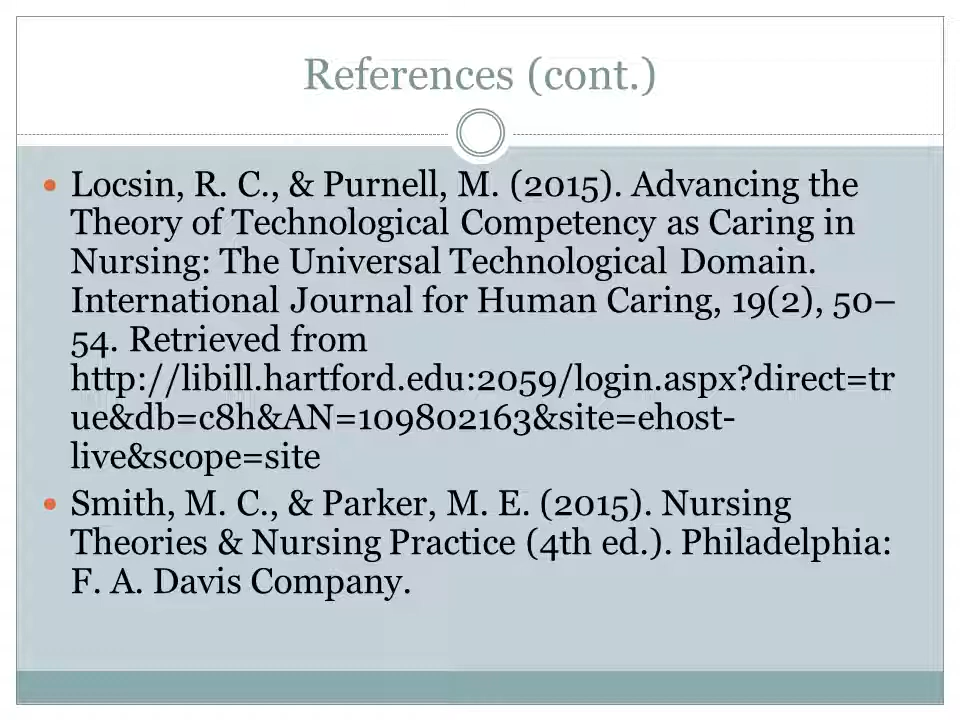 References (cont.)
Locsin, R. C., & Purnell, M. (2015). Advancing the
Theory of Technological Competency as Caring in
Nursing: The Universal Technological Domain.
International Journal for Human Caring, 19(2), 50–
54. Retrieved from
http://libill.hartford.edu:2059/login.aspx?direct=tr
ue&db=c8h&AN=109802163&site=ehost-
live&scope=site
Smith, M. C., & Parker, M. E. (2015). Nursing
Theories & Nursing Practice (4th ed.). Philadelphia:
F. A. Davis Company.